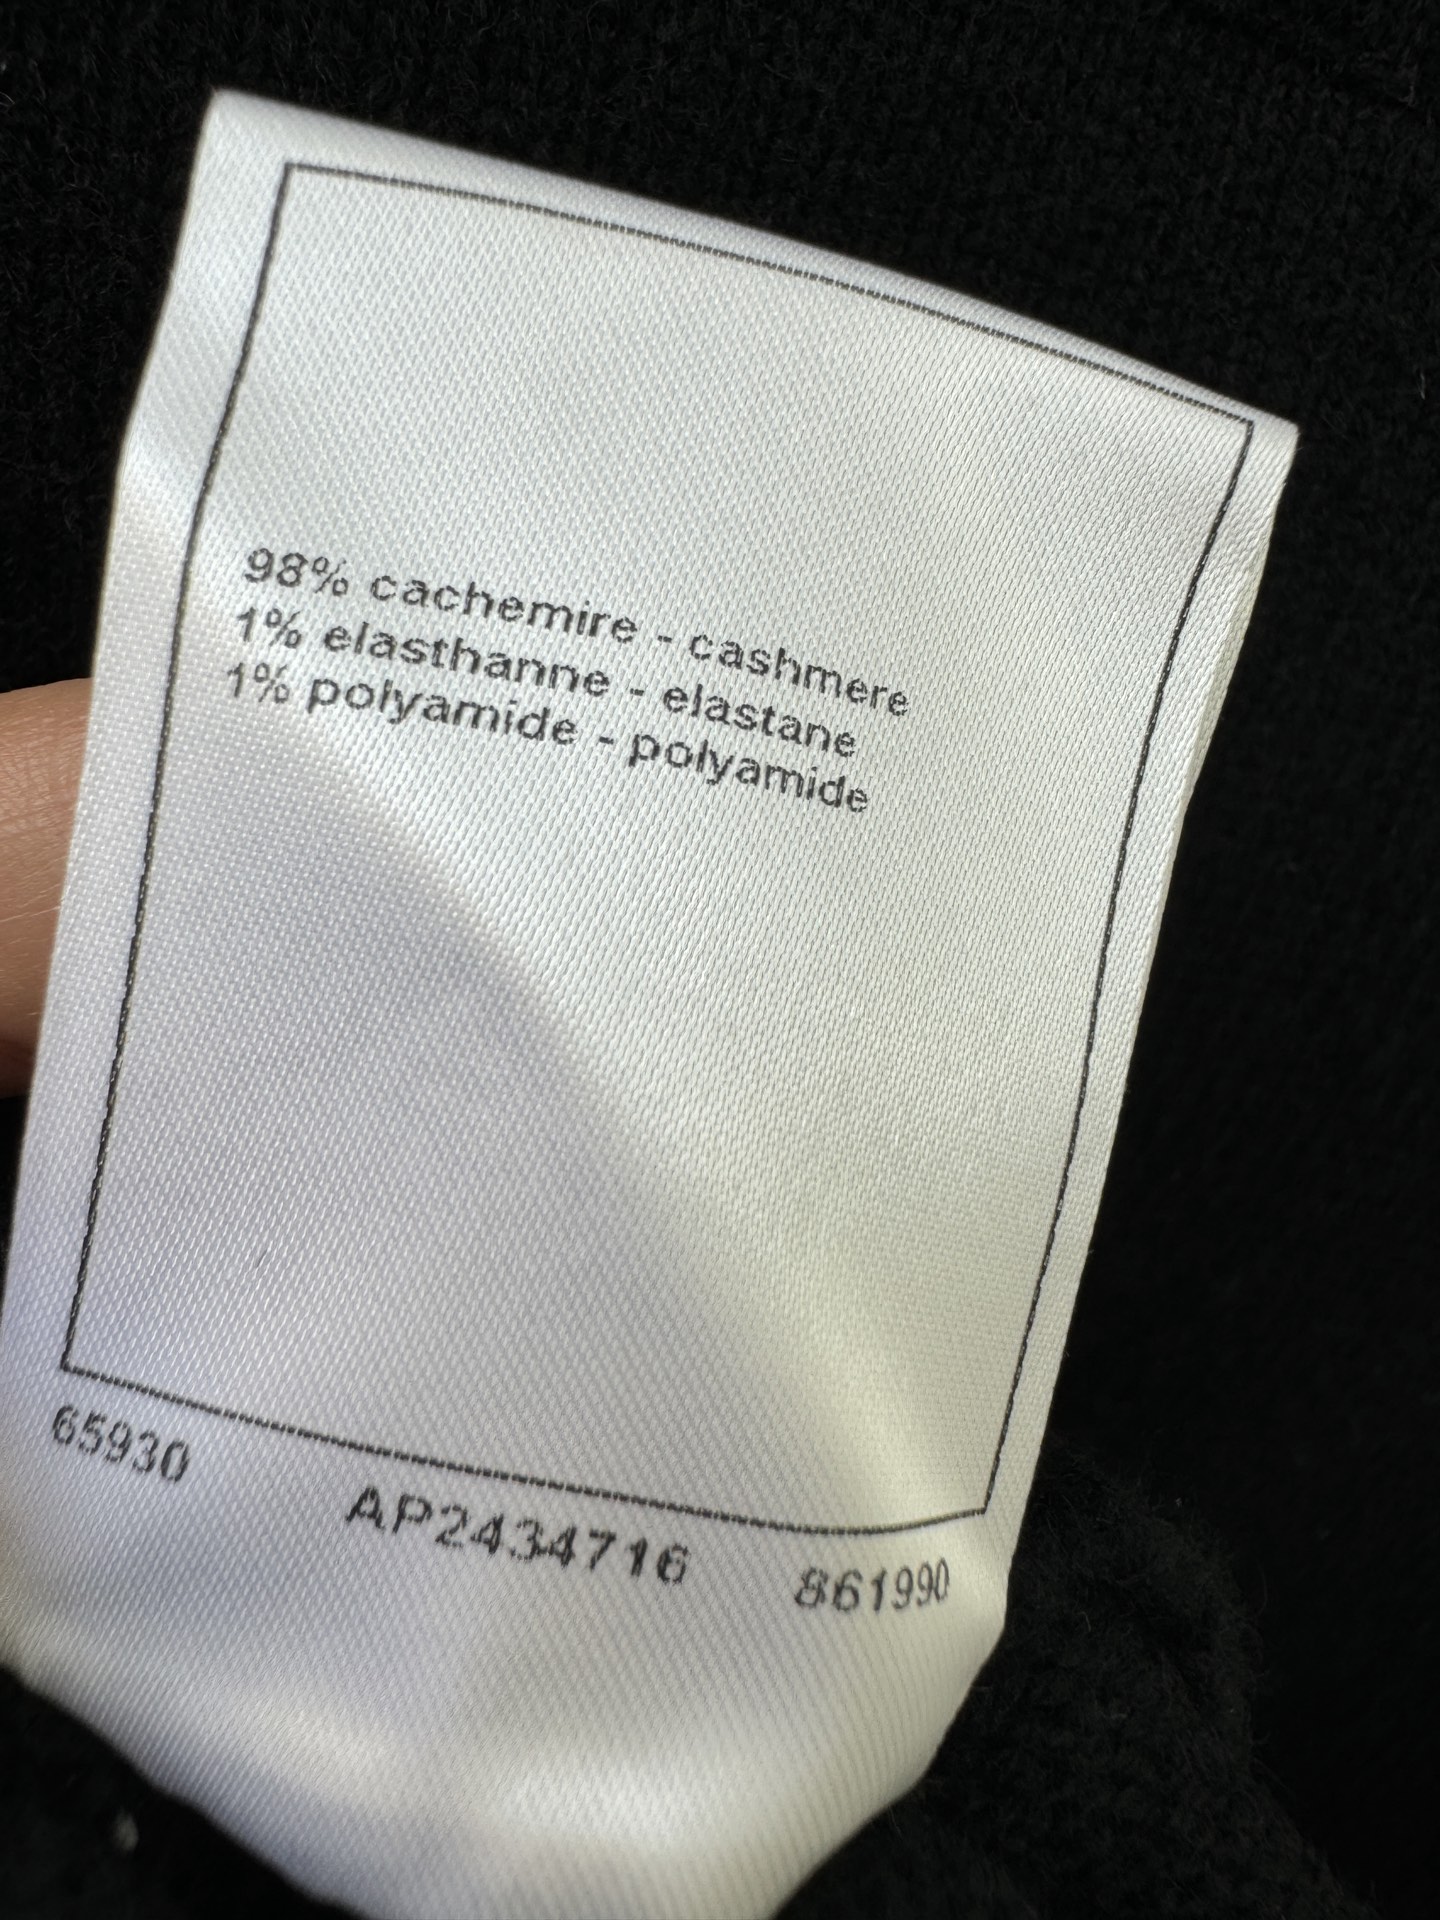 98% cachemire - cashmere
1% elasthanne - elastane
1% polyamide - polyamide
65930 AP2434716 861990